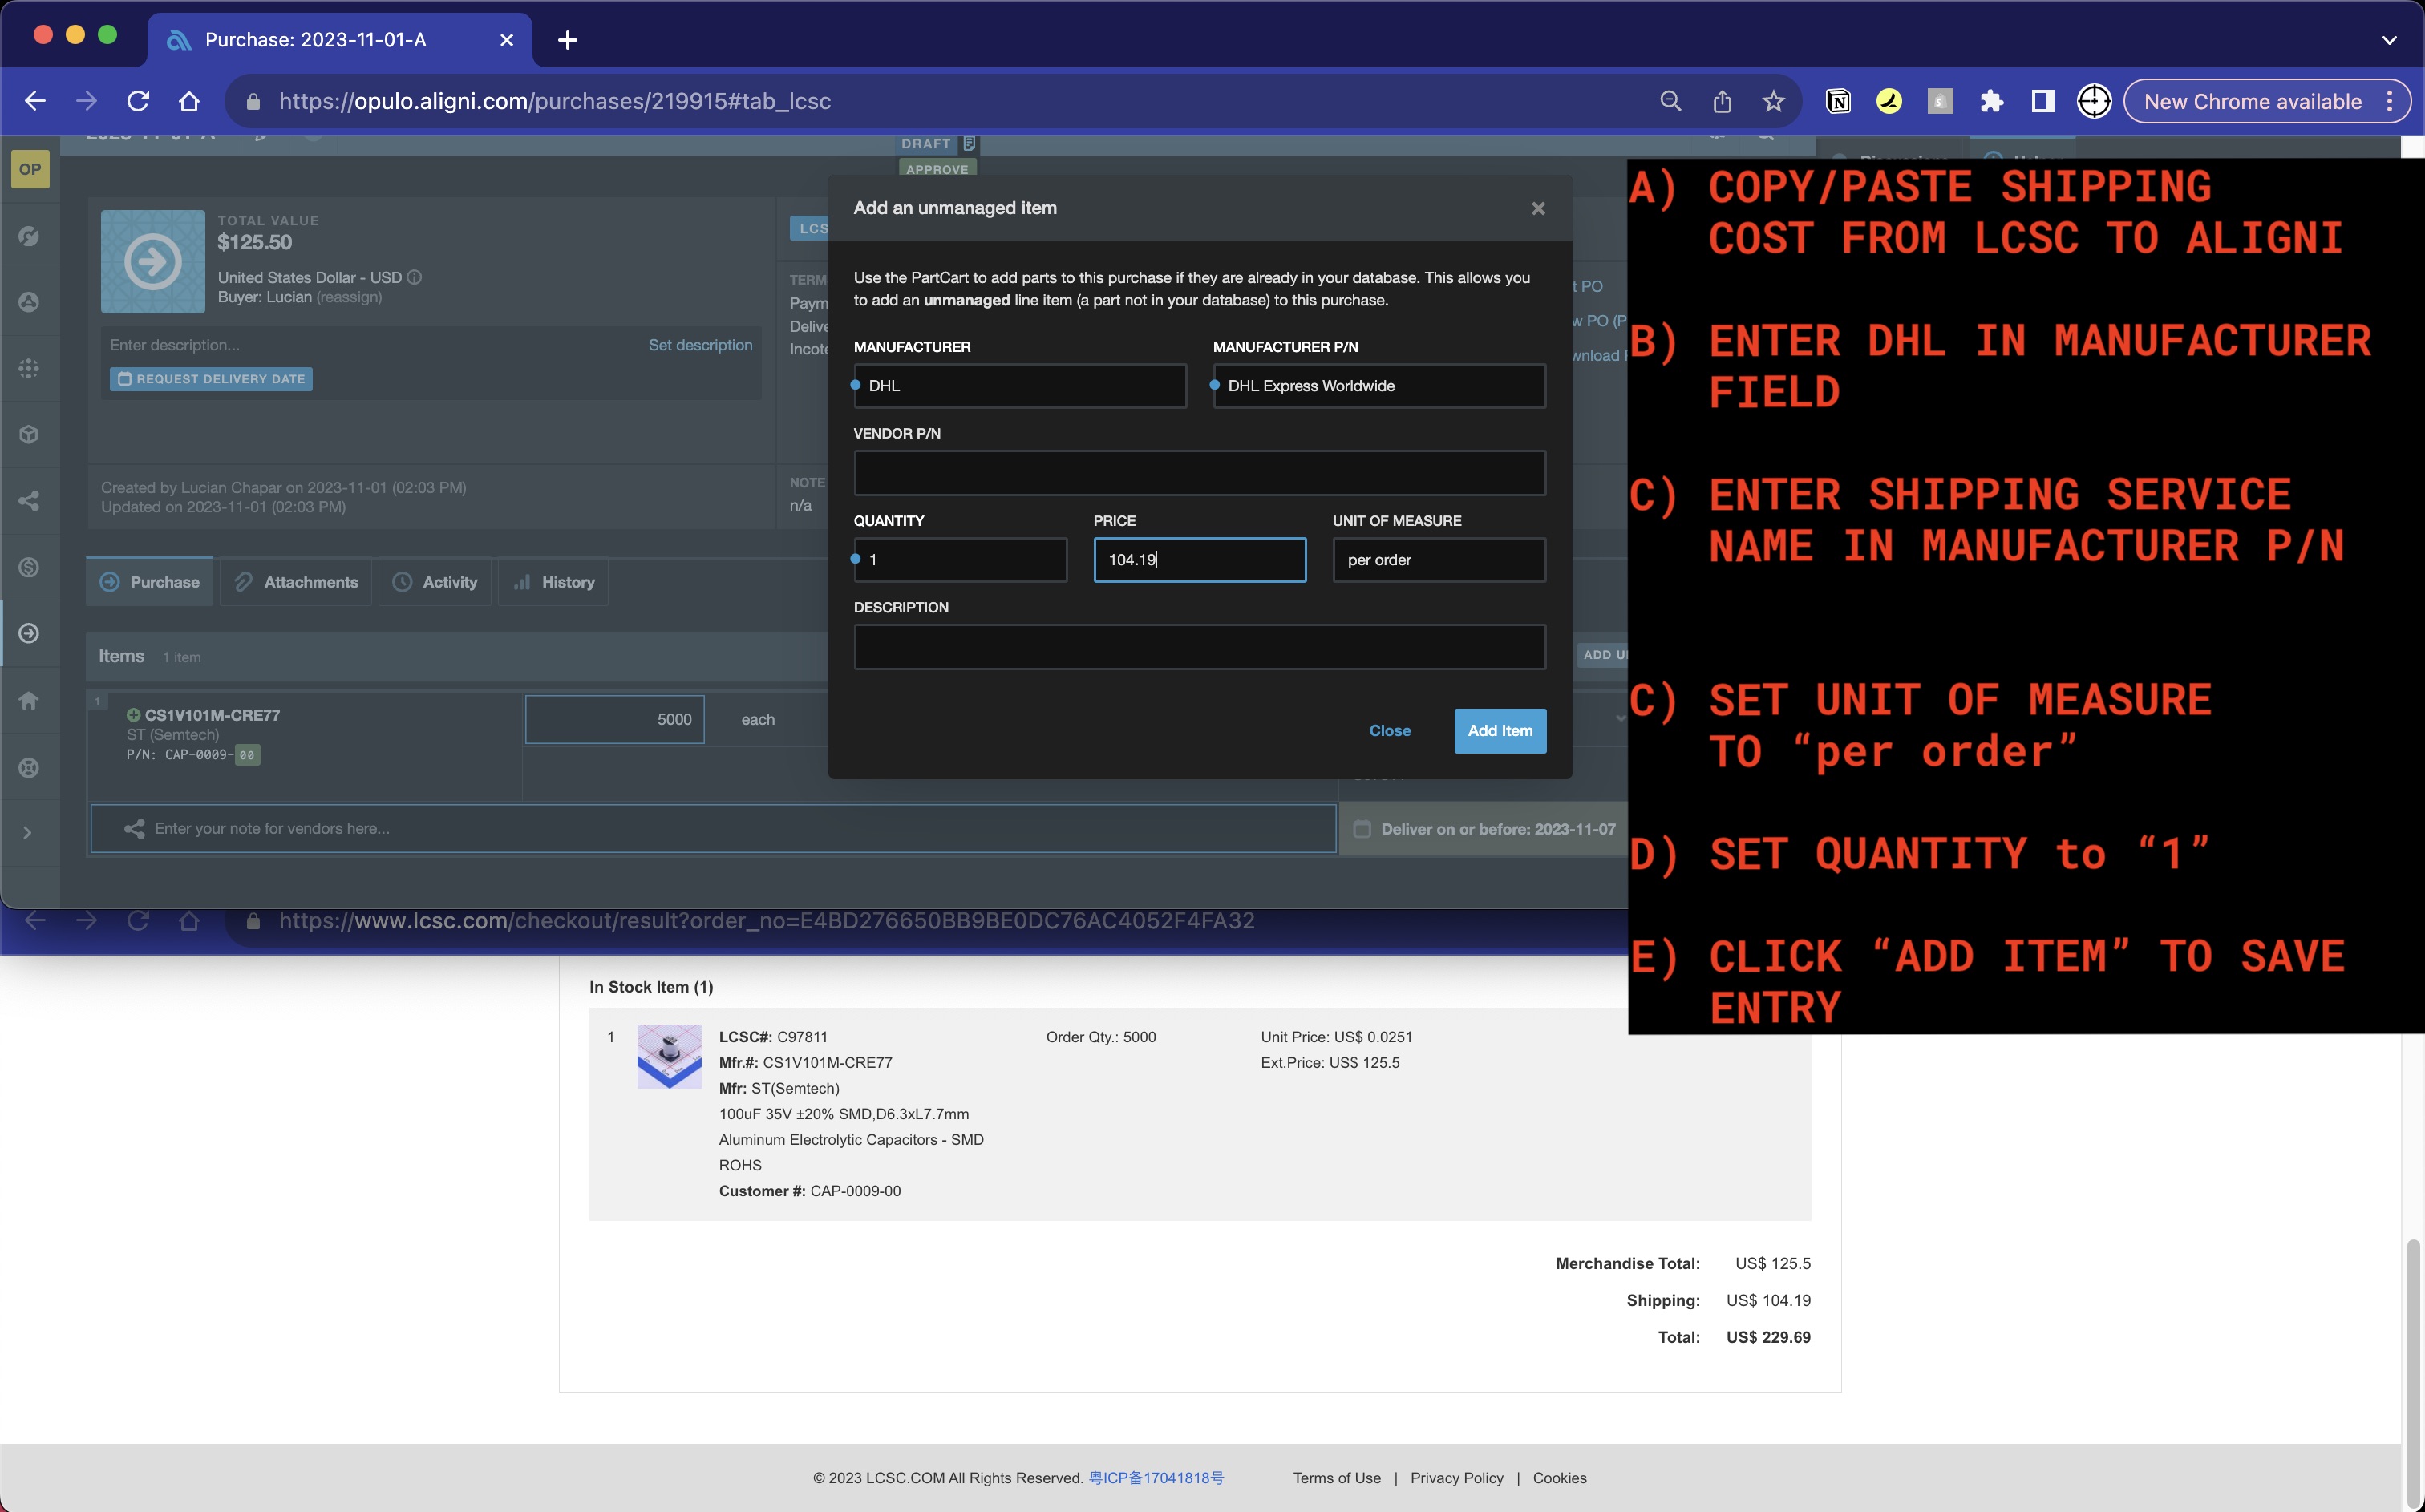 Purchase: 2023-11-01-A
https://opulo.aligni.com/purchases/219915#tab_lcsc
New Chrome available
OP
DRAFT
APPROVE
TOTAL VALUE
$125.50
United States Dollar - USD
Buyer: Lucian (reassign)
Enter description...
Set description
REQUEST DELIVERY DATE
Created by Lucian Chapar on 2023-11-01 (02:03 PM)
Updated on 2023-11-01 (02:03 PM)
NOTE
n/a
Purchase
Attachments
Activity
History
Items 1 item
1
CS1V101M-CRE77
ST (Semtech)
P/N: CAP-0009-00
5000
each
Enter your note for vendors here...
Deliver on or before: 2023-11-07
Add an unmanaged item
Use the PartCart to add parts to this purchase if they are already in your database. This allows you
to add an unmanaged line item (a part not in your database) to this purchase.
MANUFACTURER
MANUFACTURER P/N
DHL
DHL Express Worldwide
VENDOR P/N
QUANTITY
PRICE
UNIT OF MEASURE
1
104.19
per order
DESCRIPTION
Close
Add Item
A) COPY/PASTE SHIPPING
COST FROM LCSC TO ALIGNI
B) ENTER DHL IN MANUFACTURER
FIELD
C) ENTER SHIPPING SERVICE
NAME IN MANUFACTURER P/N
C) SET UNIT OF MEASURE
TO “per order”
D) SET QUANTITY to “1”
E) CLICK “ADD ITEM” TO SAVE
ENTRY
https://www.lcsc.com/checkout/result?order_no=E4BD276650BB9BE0DC76AC4052F4FA32
In Stock Item (1)
1
LCSC#: C97811
Order Qty.: 5000
Unit Price: US$ 0.0251
Mfr.#: CS1V101M-CRE77
Ext.Price: US$ 125.5
Mfr: ST(Semtech)
100uF 35V ±20% SMD,D6.3xL7.7mm
Aluminum Electrolytic Capacitors - SMD
ROHS
Customer #: CAP-0009-00
Merchandise Total: US$ 125.5
Shipping: US$ 104.19
Total: US$ 229.69
© 2023 LCSC.COM All Rights Reserved. 粤ICP备17041818号
Terms of Use | Privacy Policy | Cookies